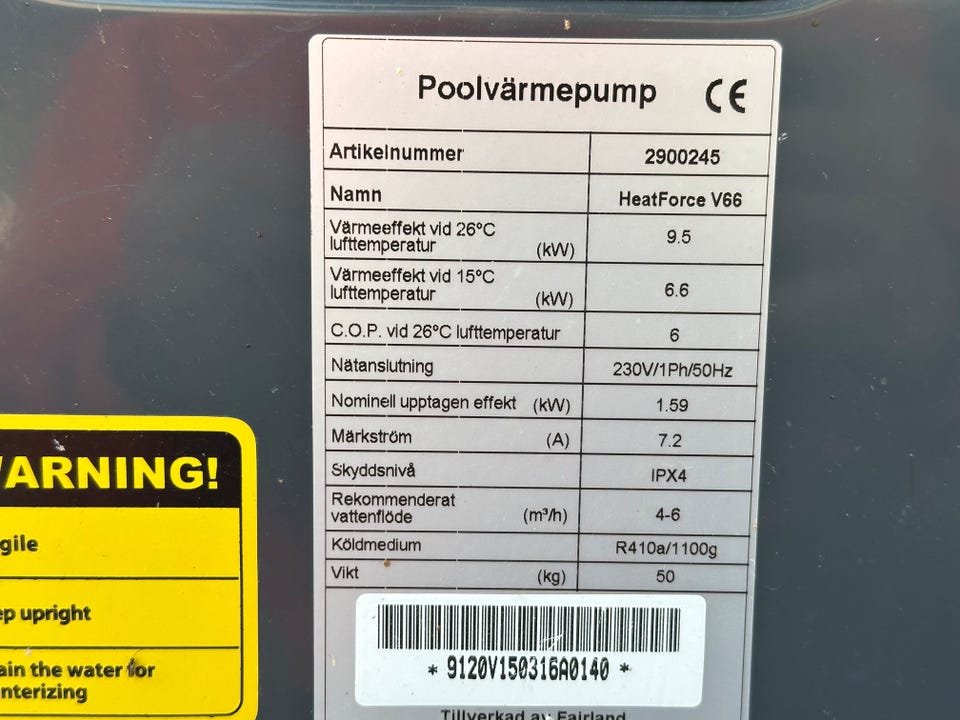 Poolvärmepump CE
Artikelnummer 2900245
Namn HeatForce V66
Värmeeffekt vid 26°C
lufttemperatur (kW) 9.5
Värmeeffekt vid 15°C
lufttemperatur (kW) 6.6
C.O.P. vid 26°C lufttemperatur 6
Nätanslutning 230V/1Ph/50Hz
Nominell upptagen effekt (kW) 1.59
Märkström (A) 7.2
Skyddsnivå IPX4
Rekommenderat
vattenflöde (m³/h) 4-6
Köldmedium R410a/1100g
Vikt (kg) 50
* 9120V150316A0140 *
Tillverkad av Fairland
ARNING!
gile
ep upright
ain the water for
nterizing